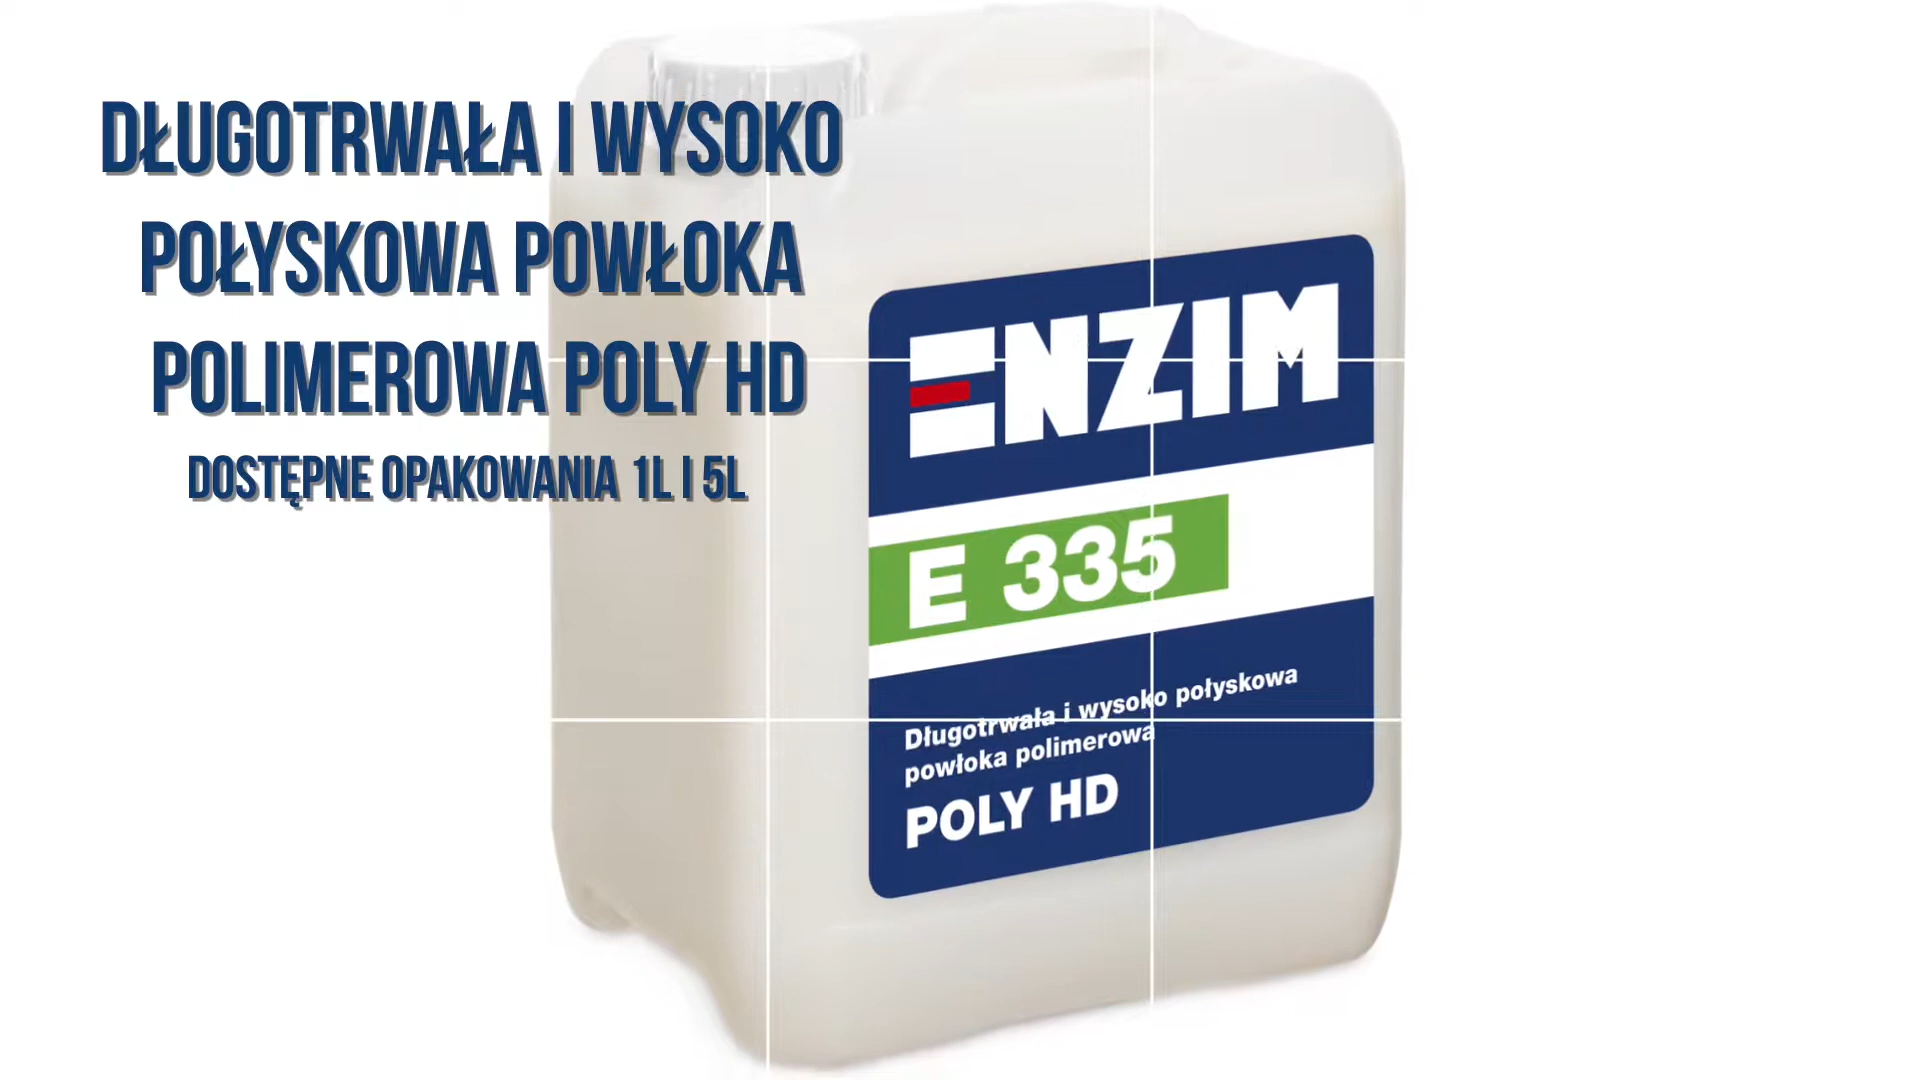 DŁUGOTRWAŁA I WYSOKO
POŁYSKOWA POWŁOKA
POLIMEROWA POLY HD
DOSTĘPNE OPAKOWANIA 1L I 5L
ENZIM
E 335
Długotrwała i wysoko połyskowa
powłoka polimerowa
POLY HD